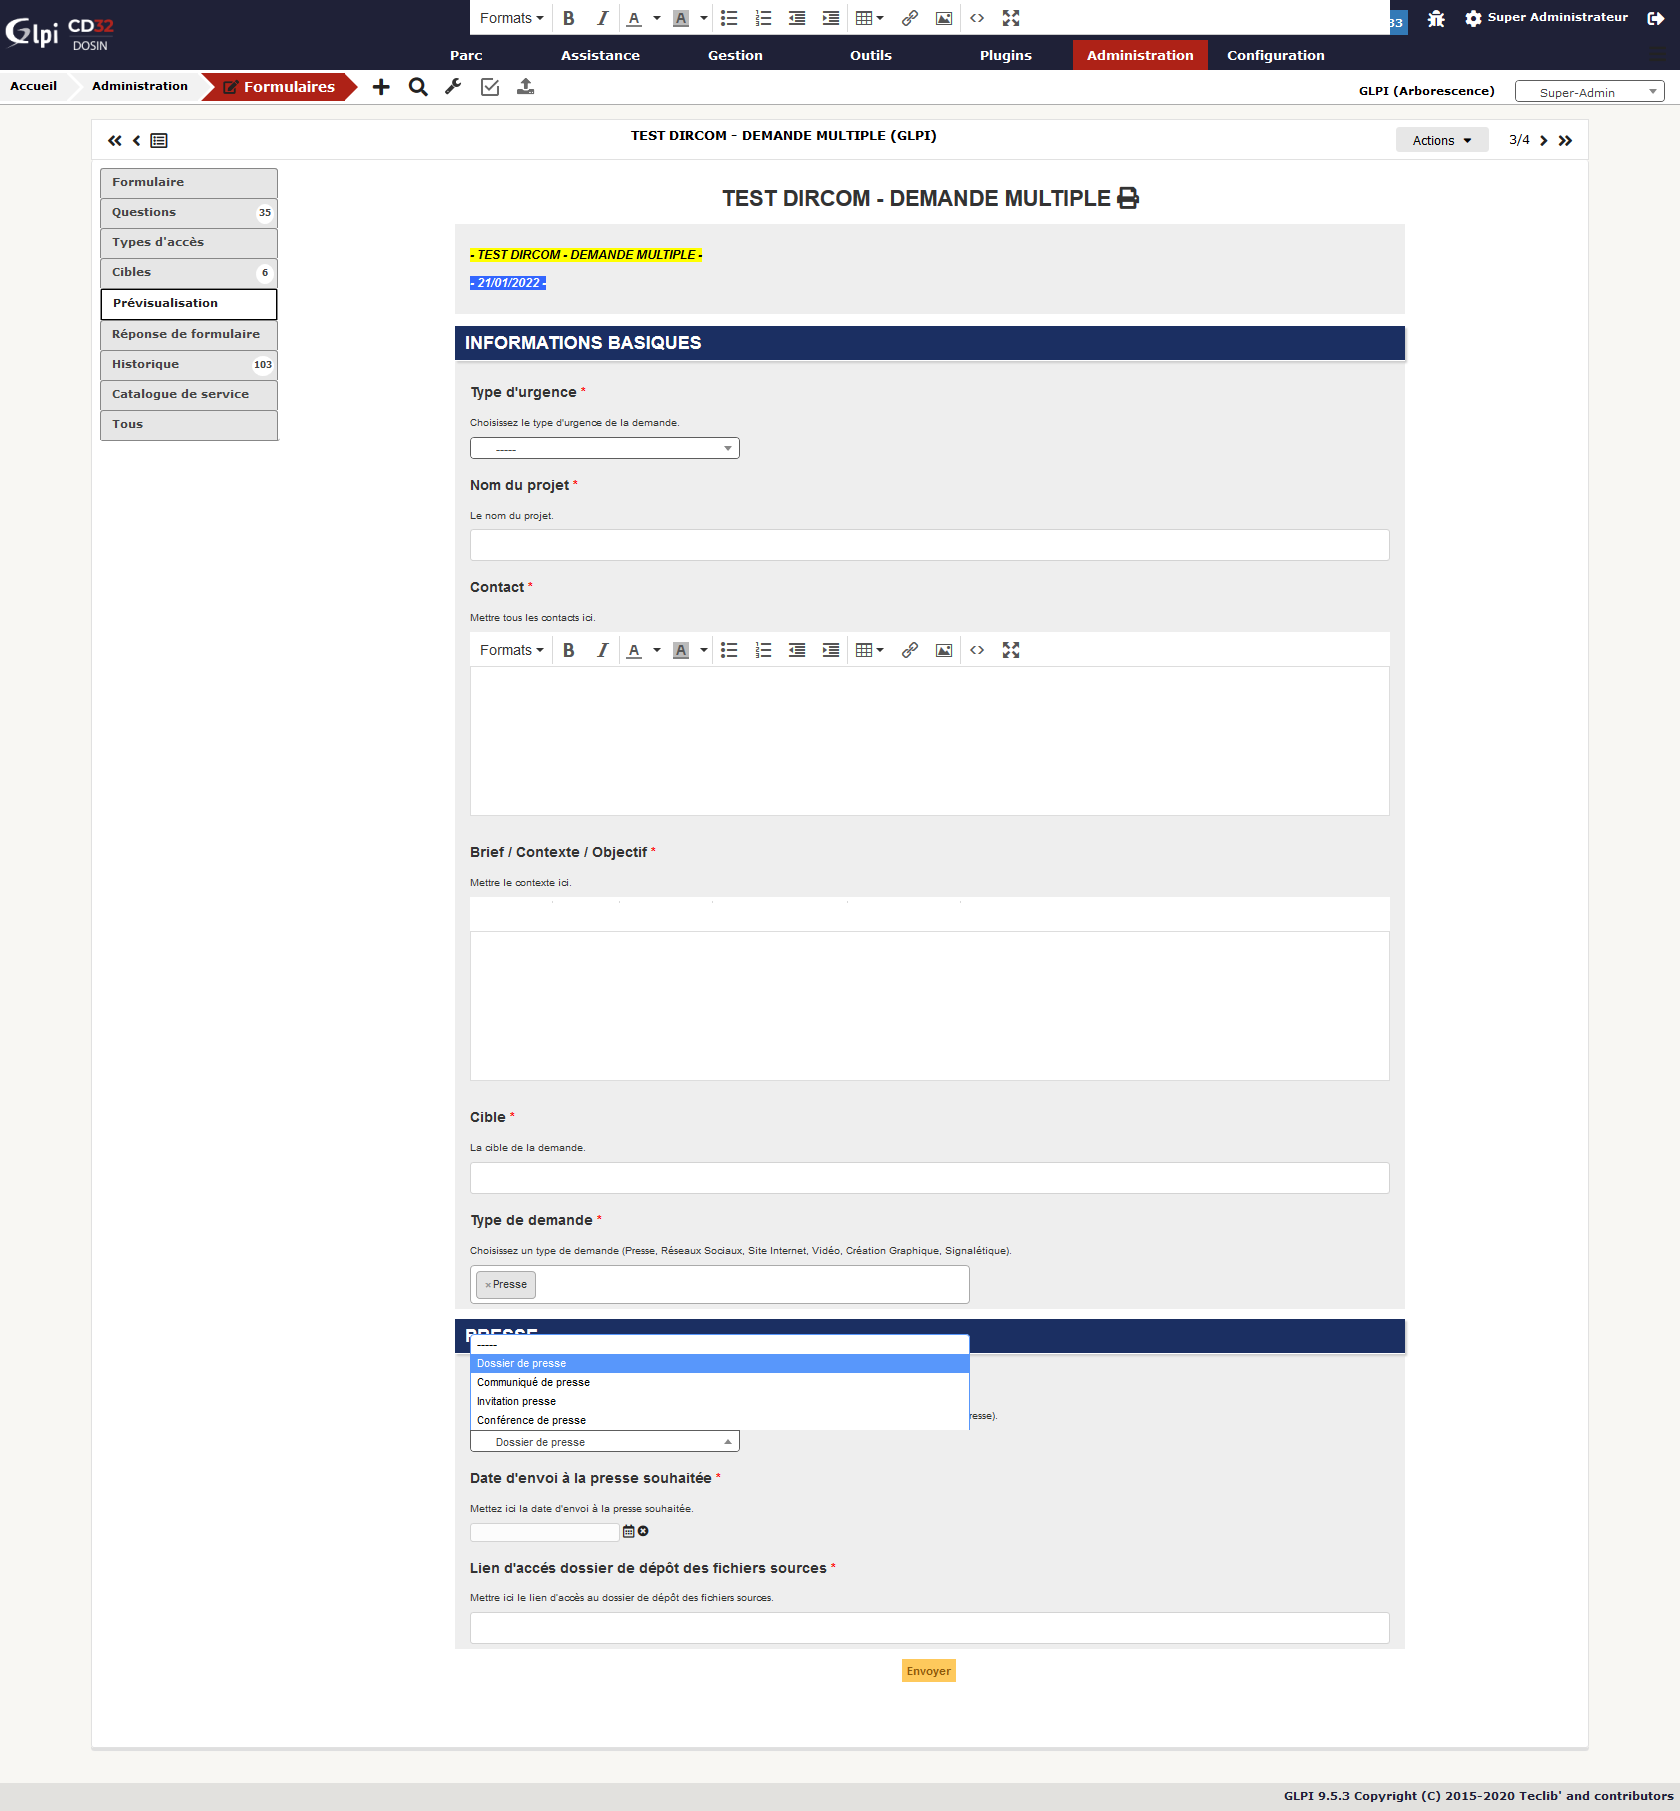 Glpi CD32
DOSIN
Formats B I A A
33
Super Administrateur
Parc Assistance Gestion Outils Plugins Administration Configuration
Accueil Administration Formulaires
GLPI (Arborescence) Super-Admin
TEST DIRCOM - DEMANDE MULTIPLE (GLPI)
Actions 3/4
Formulaire
Questions 35
Types d'accès
Cibles 6
Prévisualisation
Réponse de formulaire
Historique 103
Catalogue de service
Tous
TEST DIRCOM - DEMANDE MULTIPLE
- TEST DIRCOM - DEMANDE MULTIPLE -
- 21/01/2022 -
INFORMATIONS BASIQUES
Type d'urgence *
Choisissez le type d'urgence de la demande.
-----
Nom du projet *
Le nom du projet.
Contact *
Mettre tous les contacts ici.
Formats B I A A
Brief / Contexte / Objectif *
Mettre le contexte ici.
Cible *
La cible de la demande.
Type de demande *
Choisissez un type de demande (Presse, Réseaux Sociaux, Site Internet, Vidéo, Création Graphique, Signalétique).
×Presse
PRESSE
-----
Dossier de presse
Communiqué de presse
Invitation presse
resse).
Conférence de presse
Dossier de presse
Date d'envoi à la presse souhaitée *
Mettez ici la date d'envoi à la presse souhaitée.
Lien d'accés dossier de dépôt des fichiers sources *
Mettre ici le lien d'accès au dossier de dépôt des fichiers sources.
Envoyer
GLPI 9.5.3 Copyright (C) 2015-2020 Teclib' and contributors